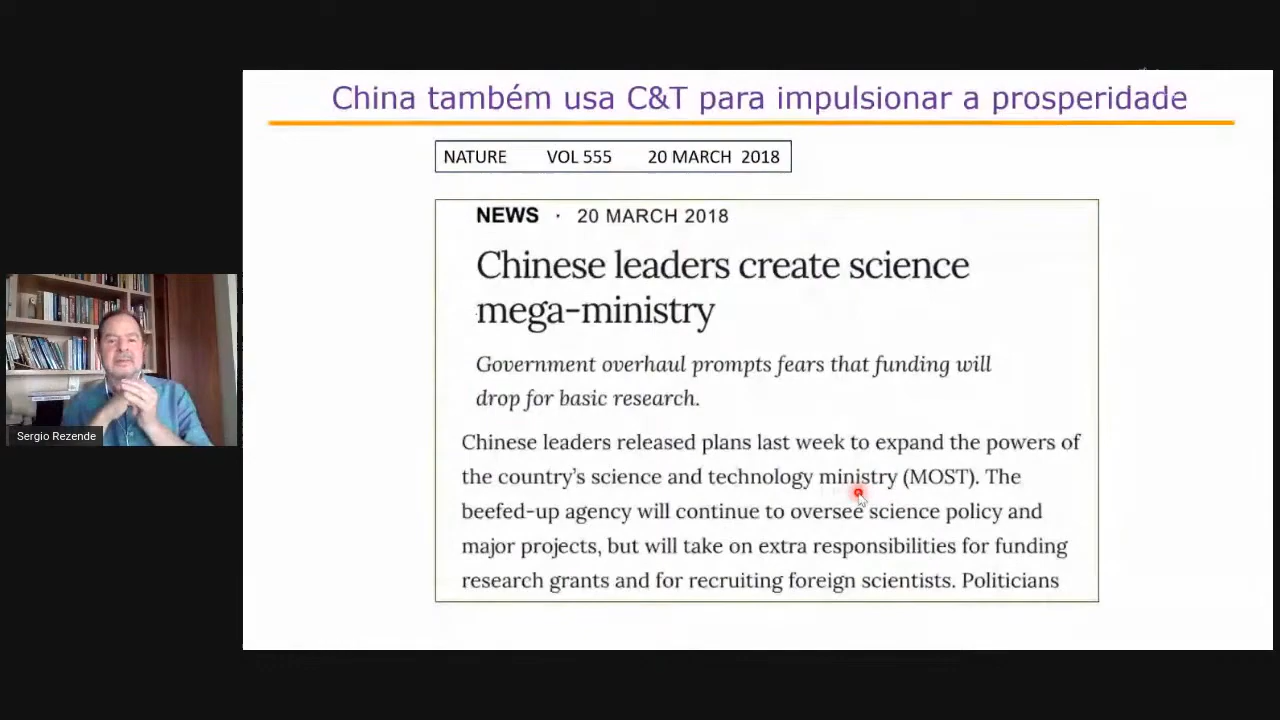 China também usa C&T para impulsionar a prosperidade
NATURE VOL 555 20 MARCH 2018
NEWS · 20 MARCH 2018
Chinese leaders create science
mega-ministry
Government overhaul prompts fears that funding will
drop for basic research.
Chinese leaders released plans last week to expand the powers of
the country's science and technology ministry (MOST). The
beefed-up agency will continue to oversee science policy and
major projects, but will take on extra responsibilities for funding
research grants and for recruiting foreign scientists. Politicians
Sergio Rezende